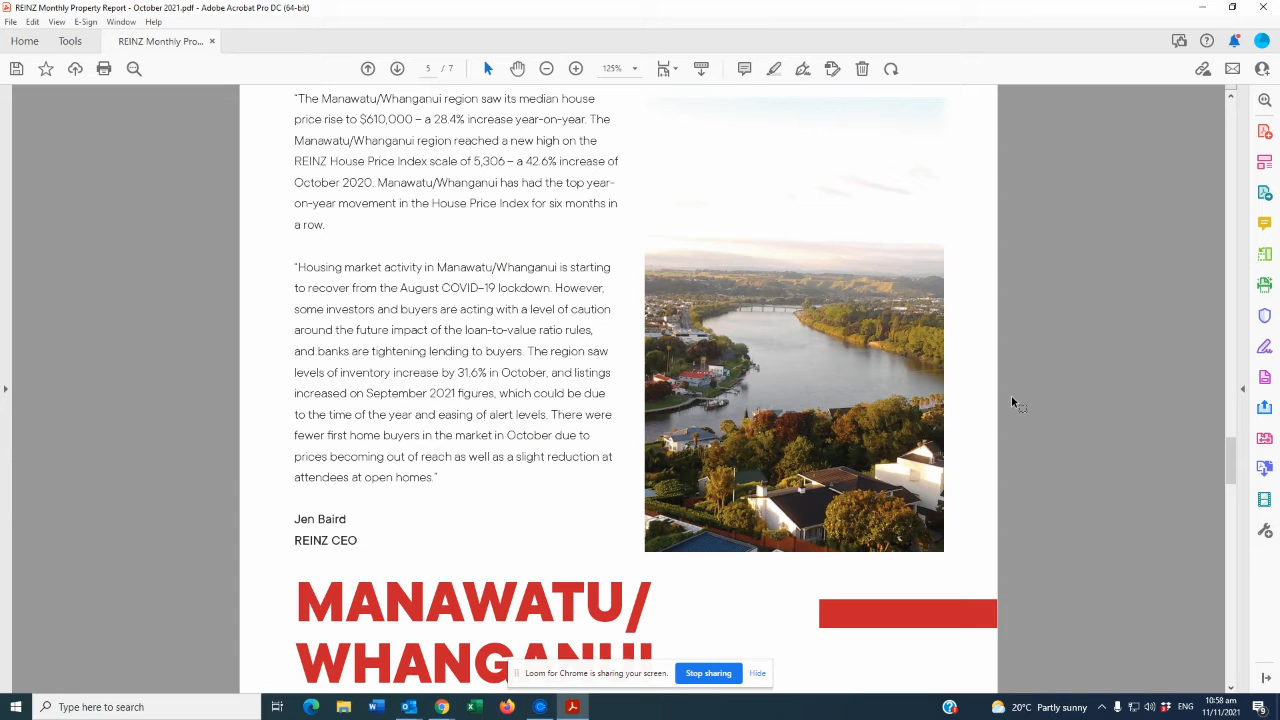 REINZ Monthly Property Report - October 2021.pdf - Adobe Acrobat Pro DC (64-bit)
File Edit View E-Sign Window Help
Home Tools REINZ Monthly Pro... ×
5 / 7 125%
"The Manawatu/Whanganui region saw its median house
price rise to $610,000 – a 28.4% increase year-on-year. The
Manawatu/Whanganui region reached a new high on the
REINZ House Price Index scale of 5,306 – a 42.6% increase of
October 2020. Manawatu/Whanganui has had the top year-
on-year movement in the House Price Index for six months in
a row.
"Housing market activity in Manawatu/Whanganui is starting
to recover from the August COVID–19 lockdown. However,
some investors and buyers are acting with a level of caution
around the future impact of the loan-to-value ratio rules,
and banks are tightening lending to buyers. The region saw
levels of inventory increase by 31.6% in October, and listings
increased on September 2021 figures, which could be due
to the time of the year and easing of alert levels. There were
fewer first home buyers in the market in October due to
prices becoming out of reach as well as a slight reduction at
attendees at open homes."
Jen Baird
REINZ CEO
MANAWATU/
WHANGANUI
Loom for Chrome is sharing your screen. Stop sharing Hide
Type here to search
20°C Partly sunny
ENG
10:58 am
11/11/2021